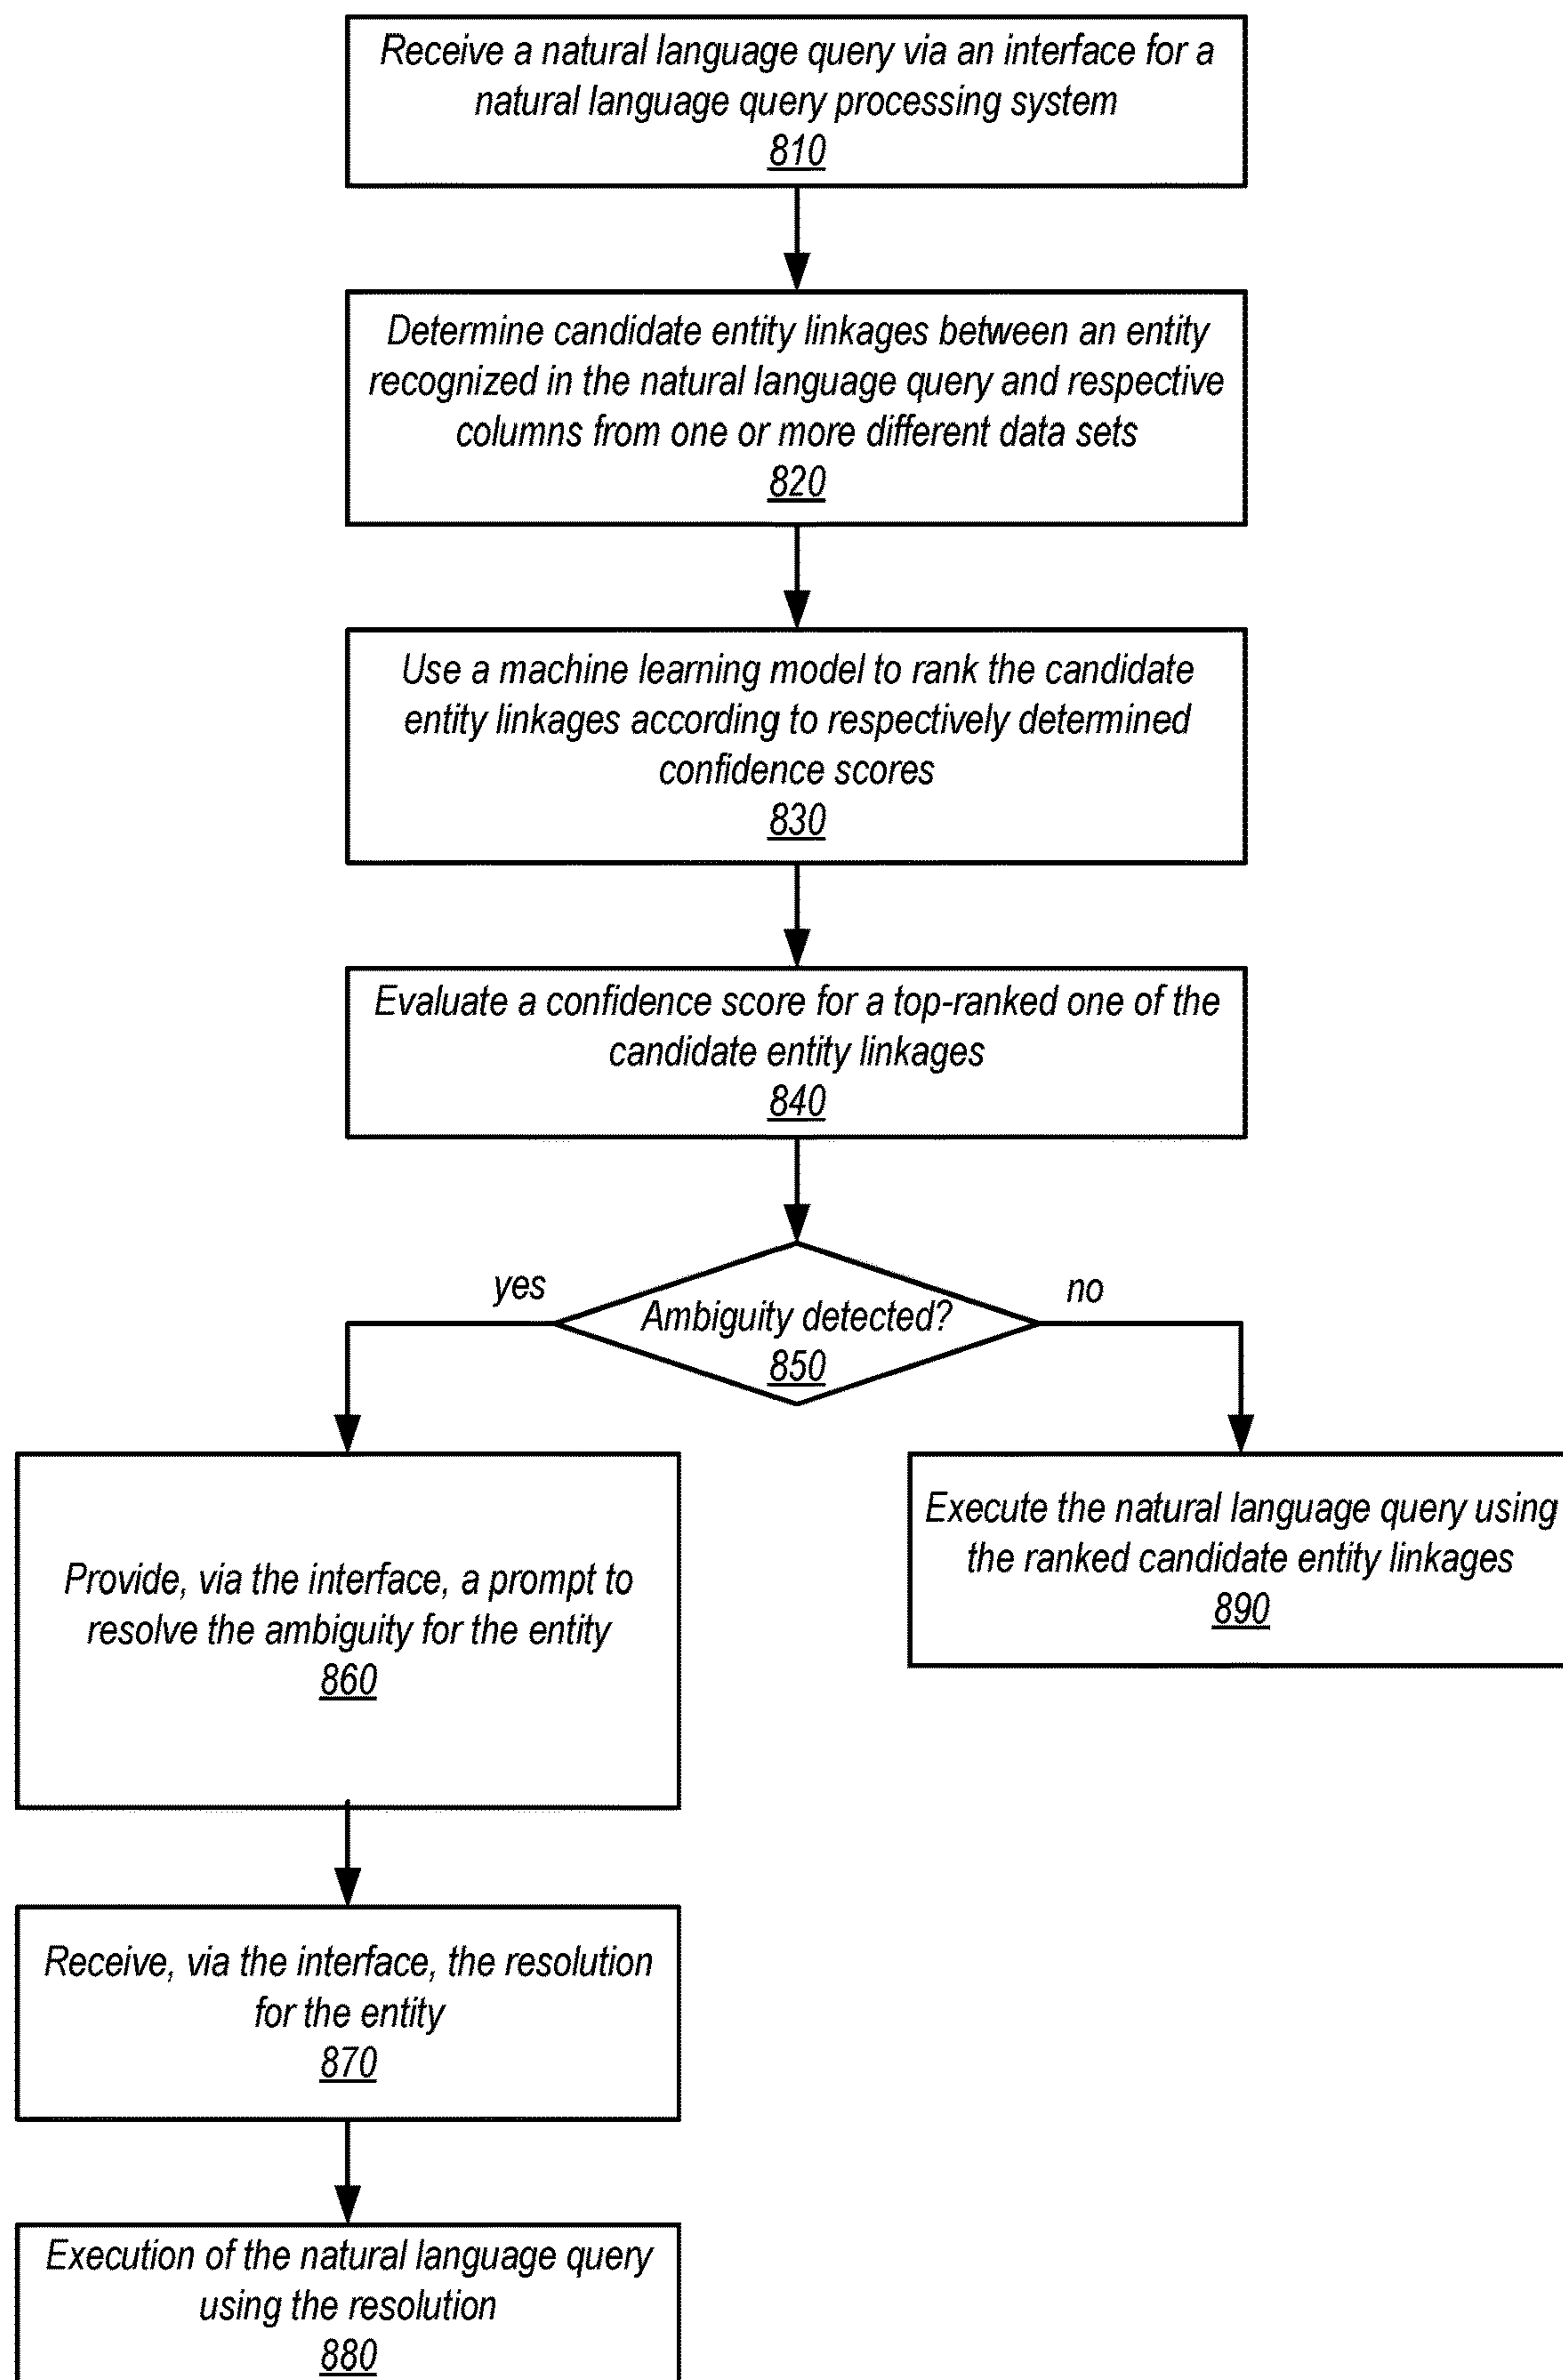 Receive a natural language query via an interface for a
natural language query processing system
810
Determine candidate entity linkages between an entity
recognized in the natural language query and respective
columns from one or more different data sets
820
Use a machine learning model to rank the candidate
entity linkages according to respectively determined
confidence scores
830
Evaluate a confidence score for a top-ranked one of the
candidate entity linkages
840
yes
no
Ambiguity detected?
850
Execute the natural language query using
the ranked candidate entity linkages
890
Provide, via the interface, a prompt to
resolve the ambiguity for the entity
860
Receive, via the interface, the resolution
for the entity
870
Execution of the natural language query
using the resolution
880